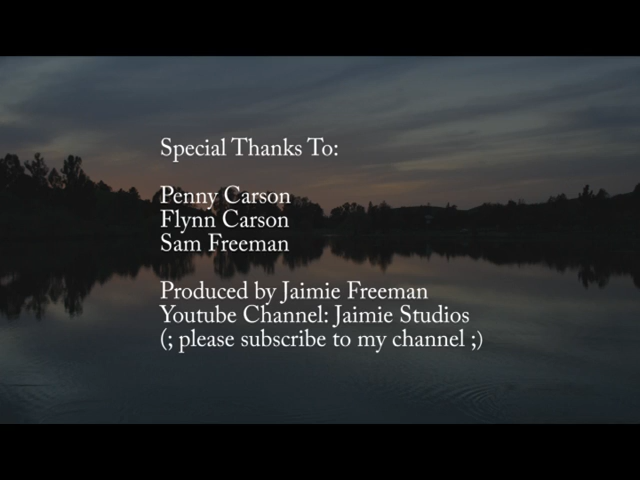 Special Thanks To:
Penny Carson
Flynn Carson
Sam Freeman
Produced by Jaimie Freeman
Youtube Channel: Jaimie Studios
(; please subscribe to my channel ;)